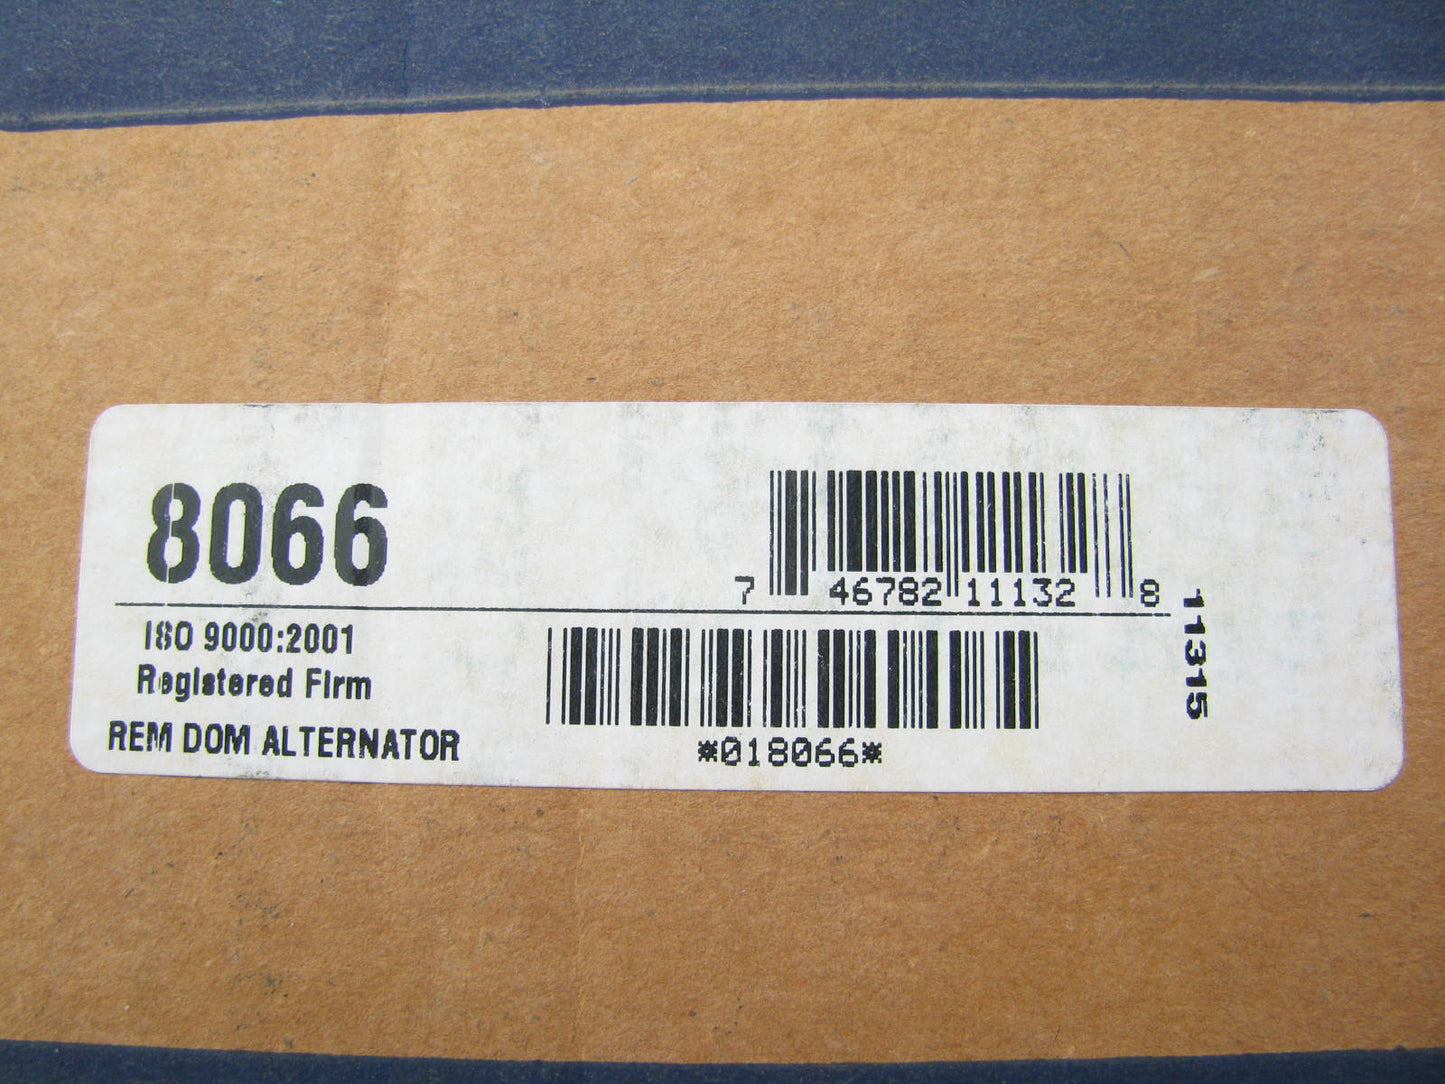 8066
7 46782 11132 8
ISO 9000:2001
Registered Firm
REM DOM ALTERNATOR
*018066*
11315